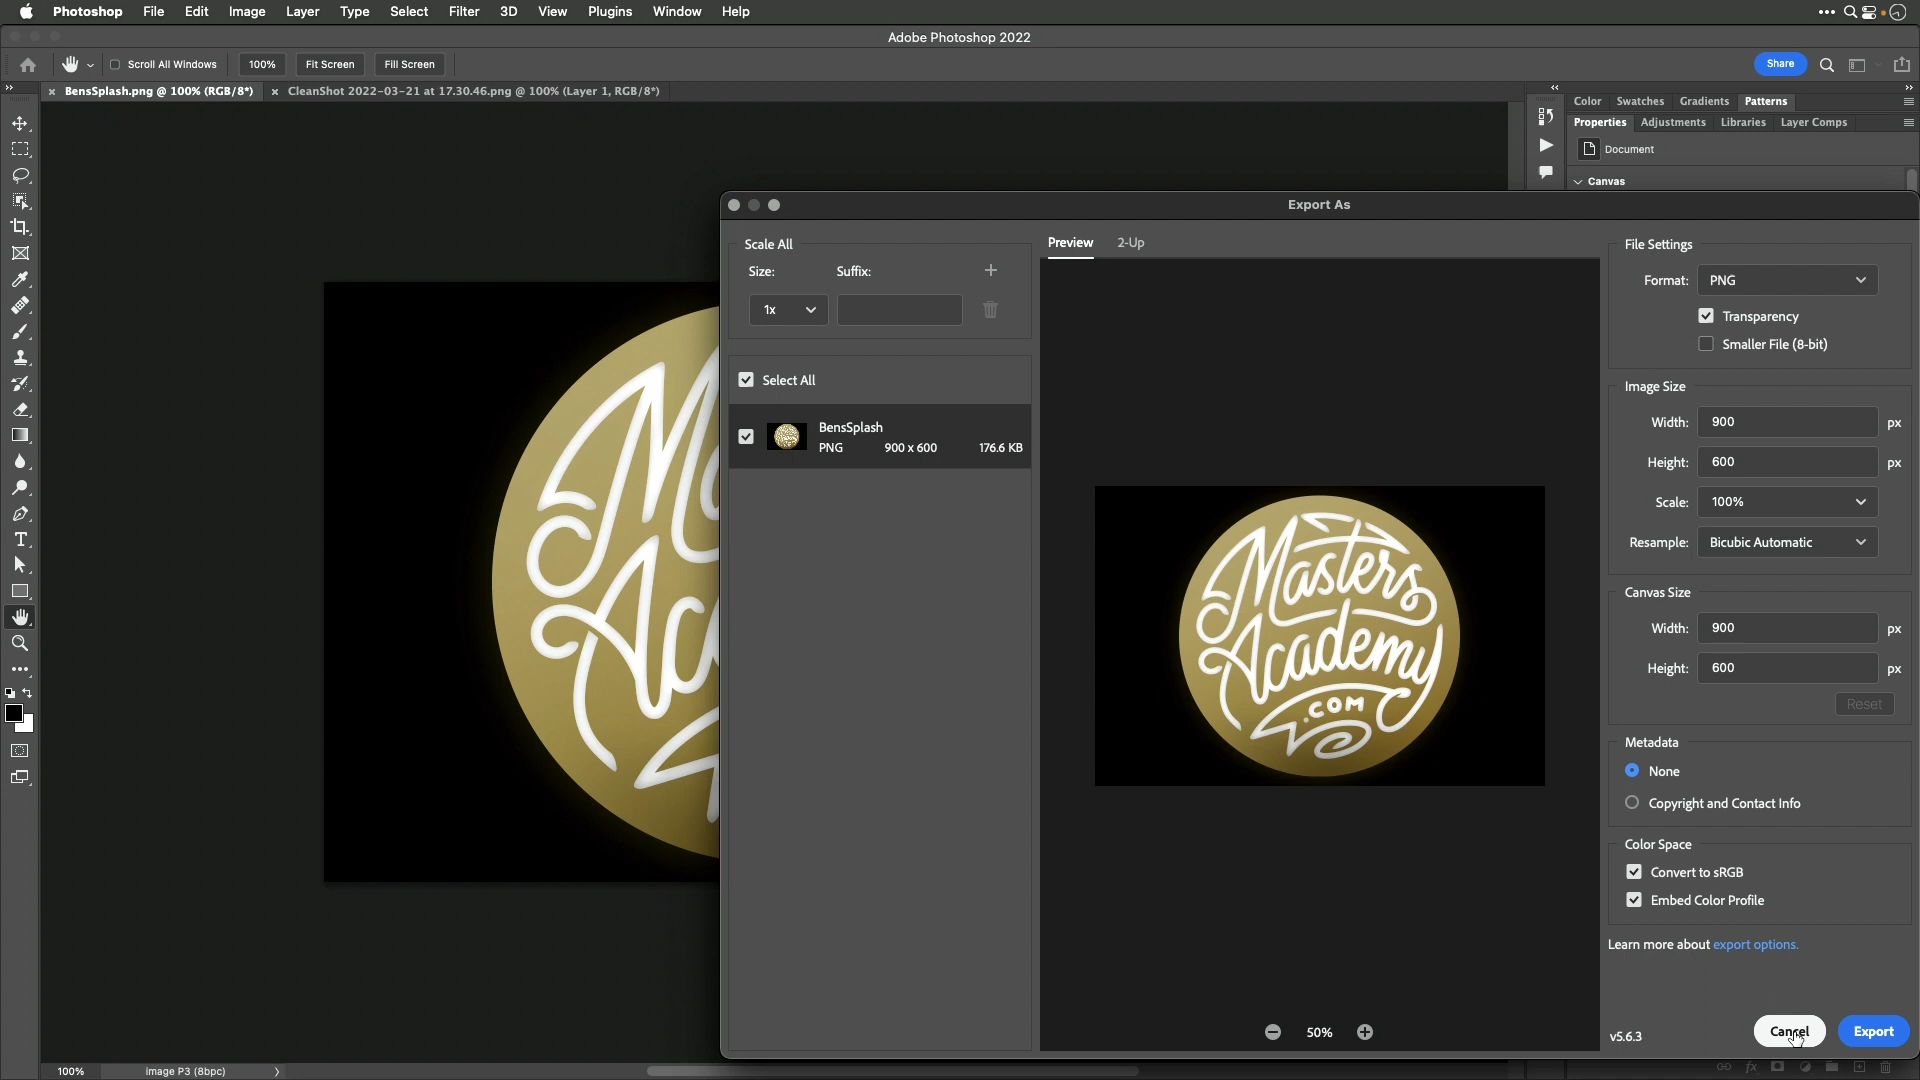 Photoshop File Edit Image Layer Type Select Filter 3D View Plugins Window Help
Adobe Photoshop 2022
Scroll All Windows 100% Fit Screen Fill Screen Share
BensSplash.png @ 100% (RGB/8*) CleanShot 2022-03-21 at 17.30.46.png @ 100% (Layer 1, RGB/8*)
Color Swatches Gradients Patterns
Properties Adjustments Libraries Layer Comps
Document
Canvas
Export As
Scale All
Size: Suffix:
1x
Select All
BensSplash
PNG 900 x 600 176.6 KB
Preview 2-Up
Masters
Academy
.COM
50%
File Settings
Format: PNG
Transparency
Smaller File (8-bit)
Image Size
Width: 900 px
Height: 600 px
Scale: 100%
Resample: Bicubic Automatic
Canvas Size
Width: 900 px
Height: 600 px
Reset
Metadata
None
Copyright and Contact Info
Color Space
Convert to sRGB
Embed Color Profile
Learn more about export options.
v5.6.3 Cancel Export
100% Image P3 (8bpc)